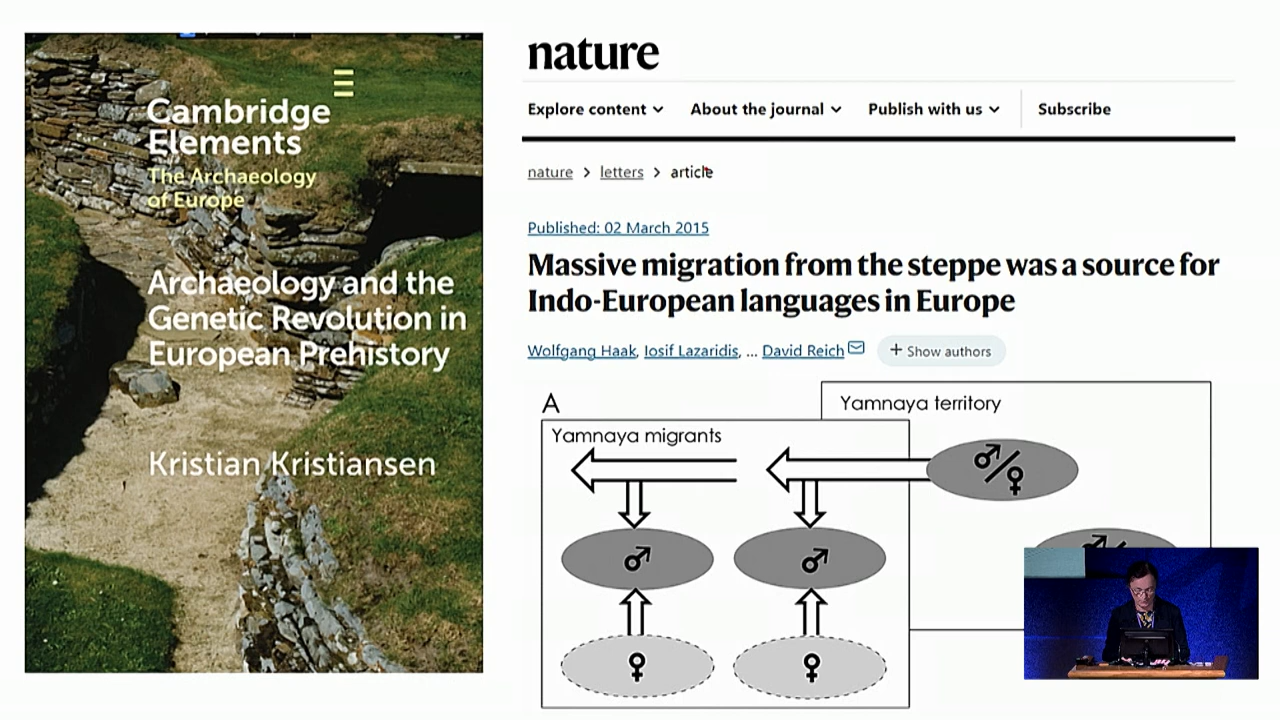 Cambridge
Elements
The Archaeology
of Europe
Archaeology and the
Genetic Revolution in
European Prehistory
Kristian Kristiansen
nature
Explore content
About the journal
Publish with us
Subscribe
nature > letters > article
Published: 02 March 2015
Massive migration from the steppe was a source for
Indo-European languages in Europe
Wolfgang Haak, Iosif Lazaridis, ... David Reich
+ Show authors
A
Yamnaya territory
Yamnaya migrants
♂/♀
♂ ♂
♀ ♀